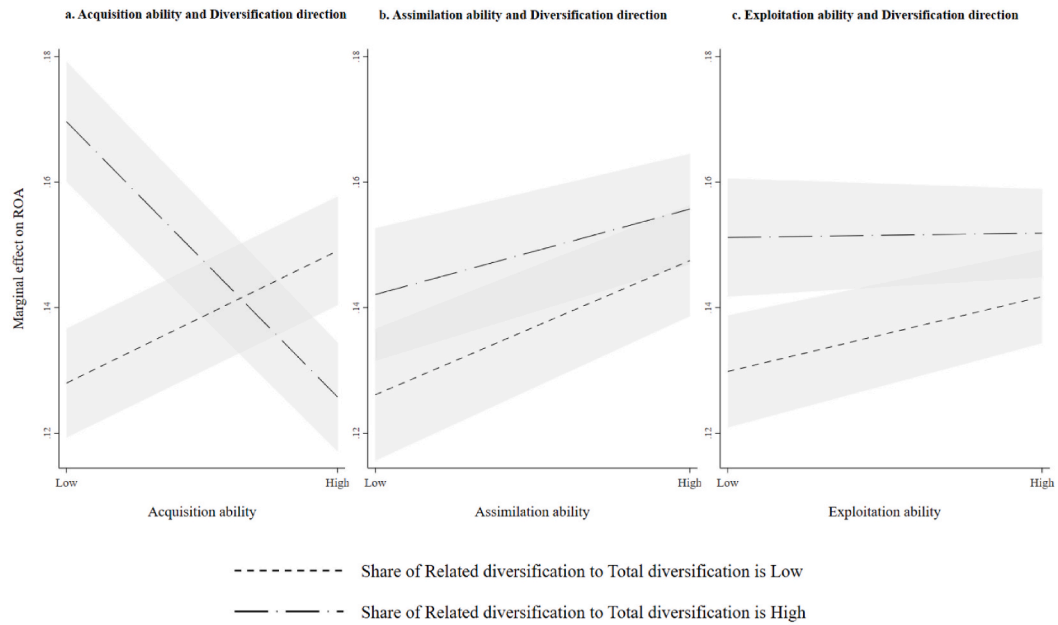 a. Acquisition ability and Diversification direction
b. Assimilation ability and Diversification direction
c. Exploitation ability and Diversification direction
Marginal effect on ROA
.18
.16
.14
.12
Low
High
Acquisition ability
.18
.16
.14
.12
Low
High
Assimilation ability
.18
.16
.14
.12
Low
High
Exploitation ability
Share of Related diversification to Total diversification is Low
Share of Related diversification to Total diversification is High